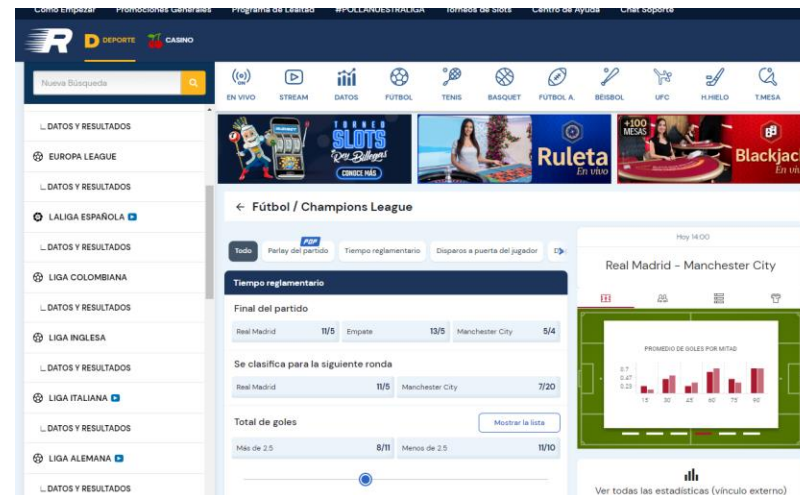 Cómo Empezar Promociones Generales Programa de Lealtad #POLLANUESTRALIGA Torneos de Slots Centro de Ayuda Chat Soporte
R D DEPORTE CASINO
Nueva Búsqueda
EN VIVO STREAM DATOS FUTBOL TENIS BASQUET FUTBOL A. BEISBOL UFC H.HIELO T.MESA
DATOS Y RESULTADOS
EUROPA LEAGUE
DATOS Y RESULTADOS
LALIGA ESPAÑOLA
DATOS Y RESULTADOS
LIGA COLOMBIANA
DATOS Y RESULTADOS
LIGA INGLESA
DATOS Y RESULTADOS
LIGA ITALIANA
DATOS Y RESULTADOS
LIGA ALEMANA
DATOS Y RESULTADOS
TORNEO
SLOTS
Don Billegas
CONOCE MÁS
Ruleta
En vivo
+100
MESAS
Blackjac
En viv
← Fútbol / Champions League
Todo Parlay del partido POP Tiempo reglamentario Disparos a puerta del jugador
Tiempo reglamentario
Final del partido
Real Madrid 11/5 Empate 13/5 Manchester City 5/4
Se clasifica para la siguiente ronda
Real Madrid 11/5 Manchester City 7/20
Total de goles Mostrar la lista
Más de 2.5 8/11 Menos de 2.5 11/10
Hoy 14:00
Real Madrid - Manchester City
PROMEDIO DE GOLES POR MITAD
0.7
0.47
0.23
15 30 45 60 75 90
Ver todas las estadísticas (vínculo externo)